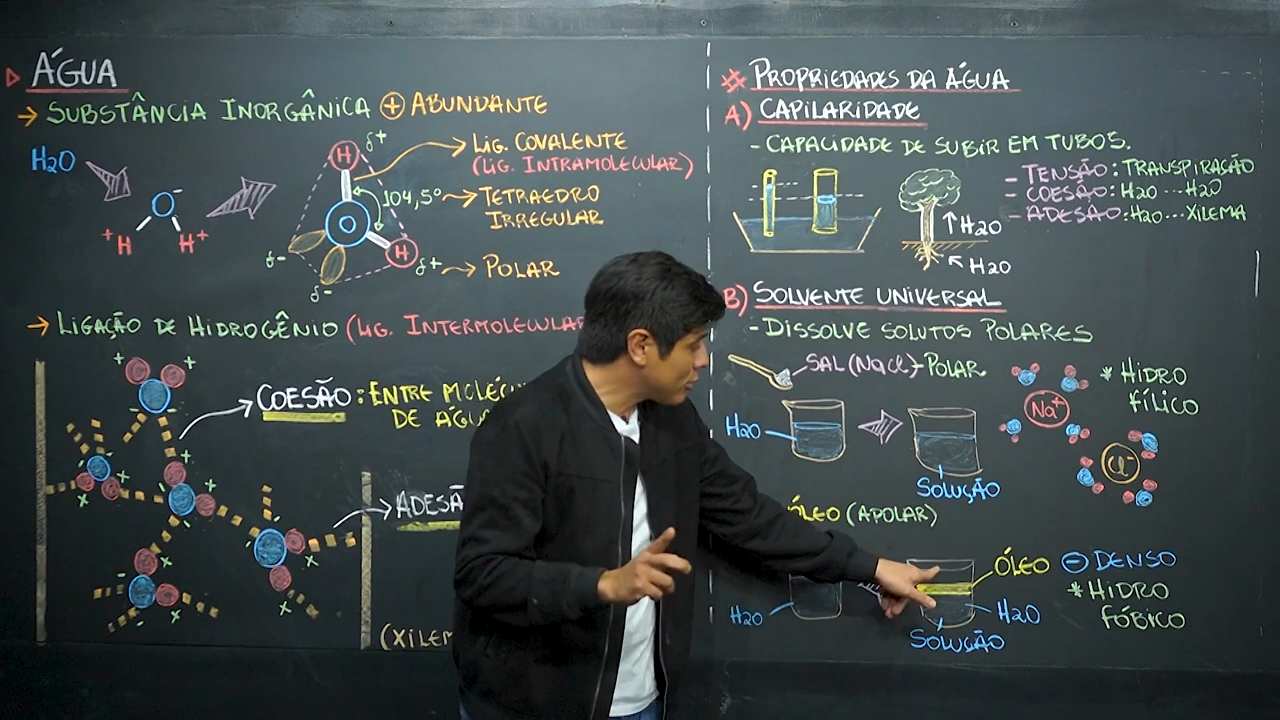 ÁGUA
→ SUBSTÂNCIA INORGÂNICA ⊕ ABUNDANTE
H2O
O
-
+H H+
H δ+
O
H δ+
δ-
δ-
104,5°
→ LIG. COVALENTE
(LIG. INTRAMOLECULAR)
→ TETRAEDRO
IRREGULAR
→ POLAR
→ LIGAÇÃO DE HIDROGÊNIO (LIG. INTERMOLECULAR
COESÃO: ENTRE
DE
(XILEM
# PROPRIEDADES DA ÁGUA
A) CAPILARIDADE
- CAPACIDADE DE SUBIR EM TUBOS.
- TENSÃO: TRANSPIRAÇÃO
- COESÃO: H2O ... H2O
- ADESÃO: H2O ... XILEMA
↑ H2O
H2O
B) SOLVENTE UNIVERSAL
- DISSOLVE SOLUTOS POLARES
SAL (NaCl) - POLAR
H2O
SOLUÇÃO
Na+
Cl-
* HIDRO
FÍLICO
ÓLEO (APOLAR)
H2O
ÓLEO ⊖ DENSO
H2O
SOLUÇÃO
* HIDRO
FÓBICO